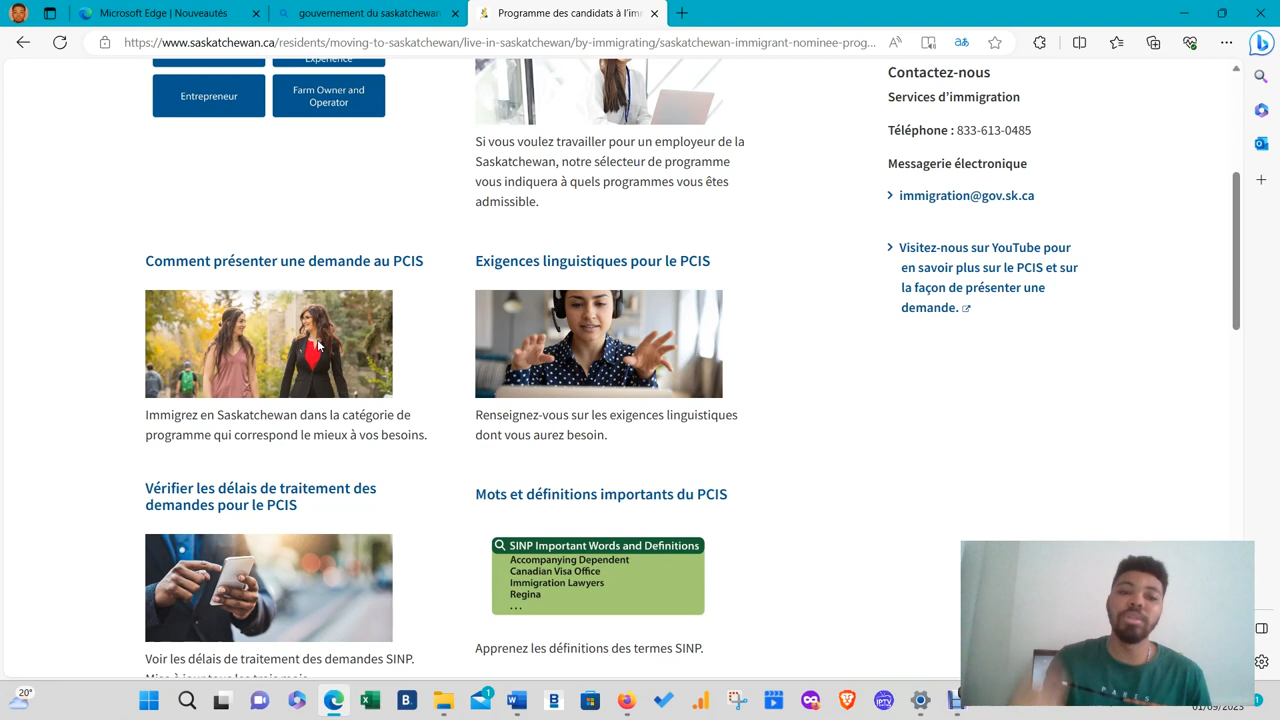 Microsoft Edge | Nouveautés
gouvernement du saskatchewan
Programme des candidats à l'im
https://www.saskatchewan.ca/residents/moving-to-saskatchewan/live-in-saskatchewan/by-immigrating/saskatchewan-immigrant-nominee-prog...
Experience
Entrepreneur
Farm Owner and
Operator
Si vous voulez travailler pour un employeur de la
Saskatchewan, notre sélecteur de programme
vous indiquera à quels programmes vous êtes
admissible.
Contactez-nous
Services d'immigration
Téléphone : 833-613-0485
Messagerie électronique
immigration@gov.sk.ca
Visitez-nous sur YouTube pour
en savoir plus sur le PCIS et sur
la façon de présenter une
demande.
Comment présenter une demande au PCIS
Immigrez en Saskatchewan dans la catégorie de
programme qui correspond le mieux à vos besoins.
Exigences linguistiques pour le PCIS
Renseignez-vous sur les exigences linguistiques
dont vous aurez besoin.
Vérifier les délais de traitement des
demandes pour le PCIS
Voir les délais de traitement des demandes SINP.
Mots et définitions importants du PCIS
SINP Important Words and Definitions
Accompanying Dependent
Canadian Visa Office
Immigration Lawyers
Regina
...
Apprenez les définitions des termes SINP.
PARIS
20°
IPTV
01/09/2023